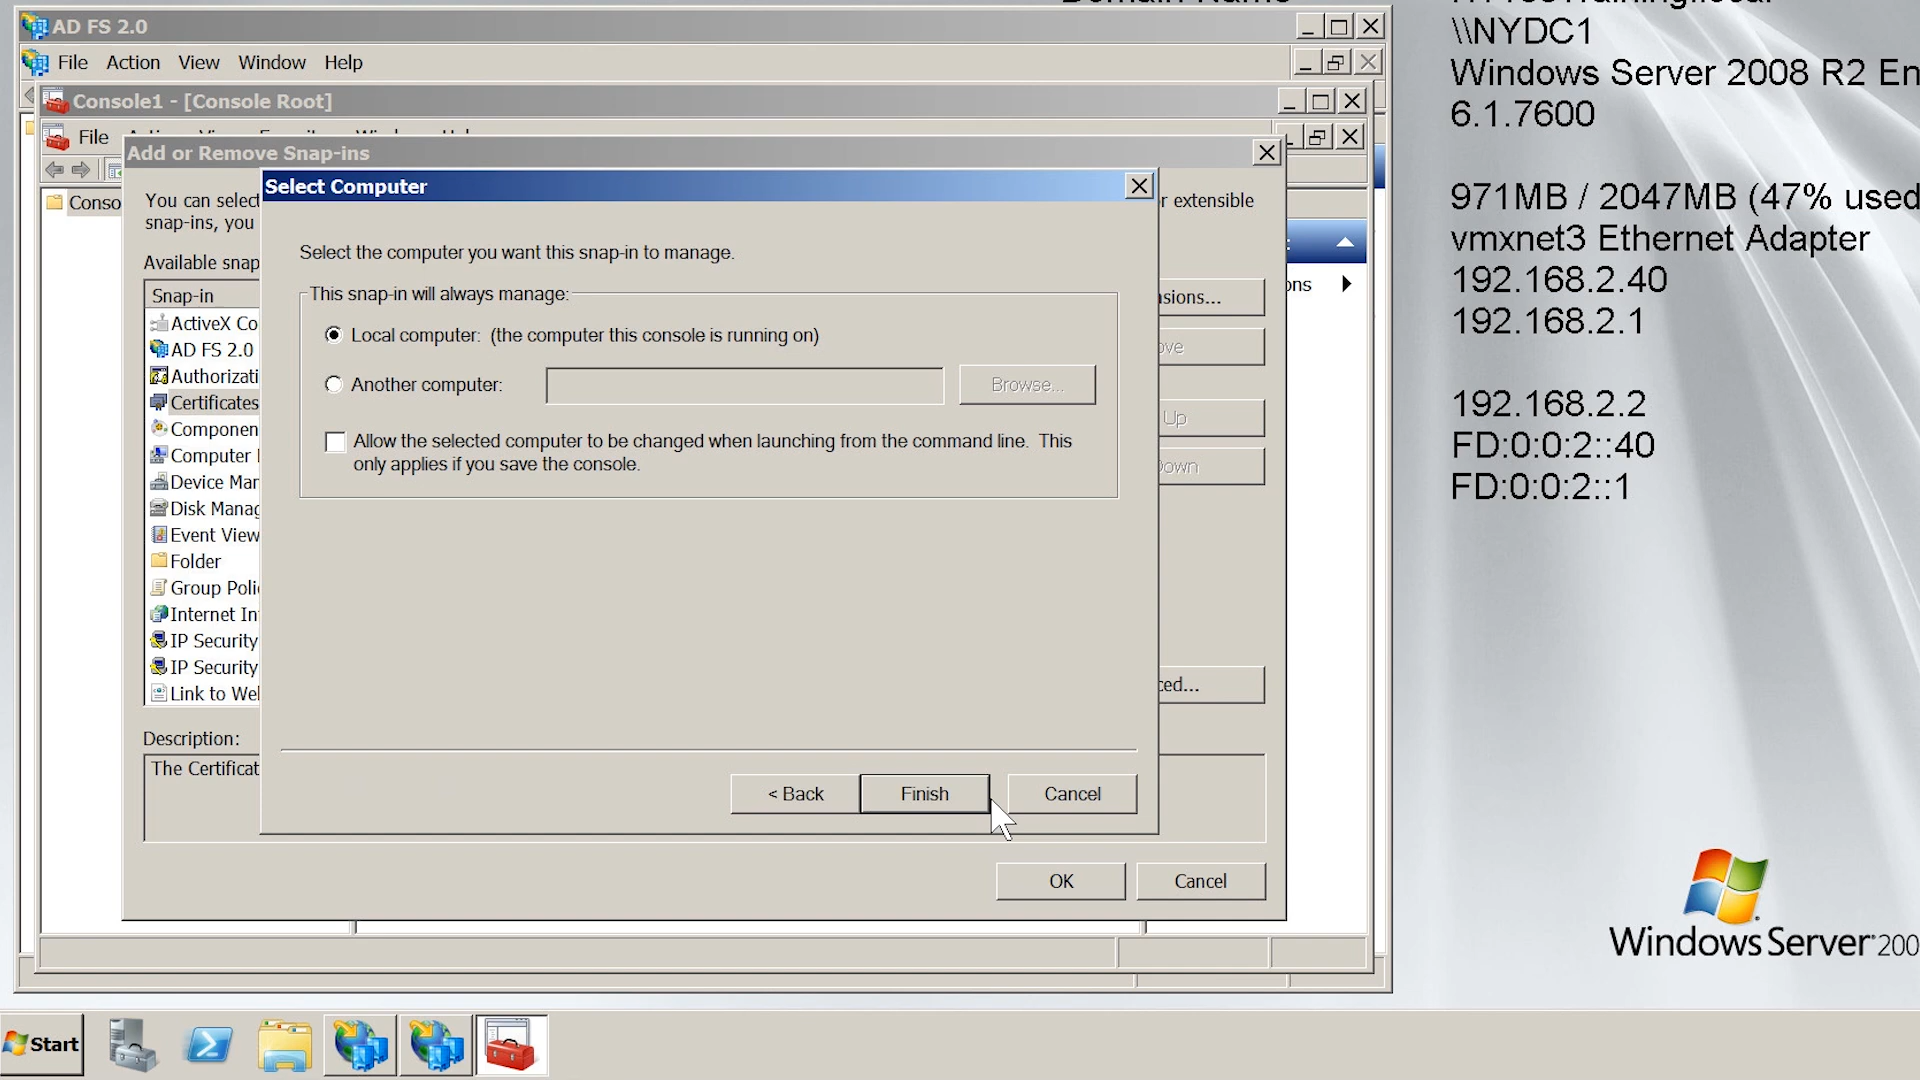 AD FS 2.0
File Action View Window Help
Console1 - [Console Root]
File
Add or Remove Snap-ins
Conso
You can select
snap-ins, you
r extensible
Available snap
Snap-in
ActiveX Co
AD FS 2.0
Authorizati
Certificates
Componen
Computer
Device Mar
Disk Manag
Event View
Folder
Group Poli
Internet In
IP Security
IP Security
Link to We
Description:
The Certificat
Select Computer
Select the computer you want this snap-in to manage.
This snap-in will always manage:
Local computer: (the computer this console is running on)
Another computer:
Browse...
Allow the selected computer to be changed when launching from the command line. This
only applies if you save the console.
< Back
Finish
Cancel
sions...
ove
Up
Down
ced...
ons
OK
Cancel
\\NYDC1
Windows Server 2008 R2 En
6.1.7600
971MB / 2047MB (47% used
vmxnet3 Ethernet Adapter
192.168.2.40
192.168.2.1
192.168.2.2
FD:0:0:2::40
FD:0:0:2::1
Windows Server 200
Start